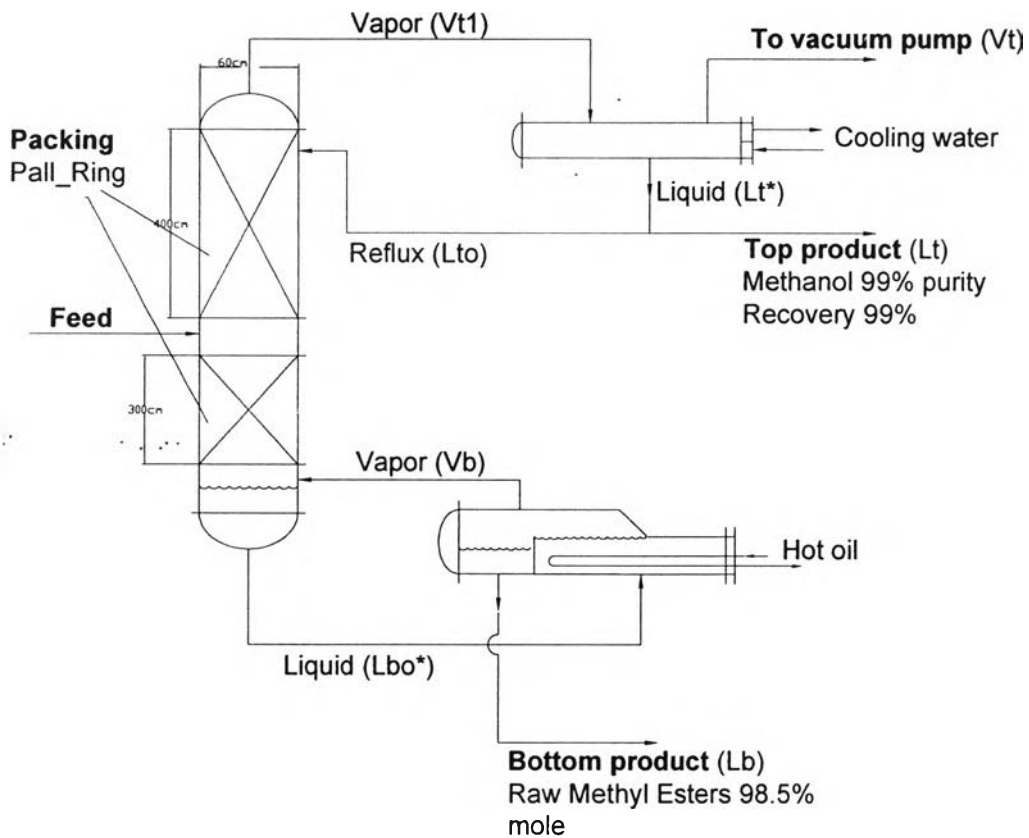 Vapor (Vt1)
To vacuum pump (Vt)
60cm
Packing
Pall_Ring
Cooling water
Liquid (Lt*)
400cm
Reflux (Lto)
Top product (Lt)
Methanol 99% purity
Recovery 99%
Feed
300cm
Vapor (Vb)
Hot oil
Liquid (Lbo*)
Bottom product (Lb)
Raw Methyl Esters 98.5%
mole